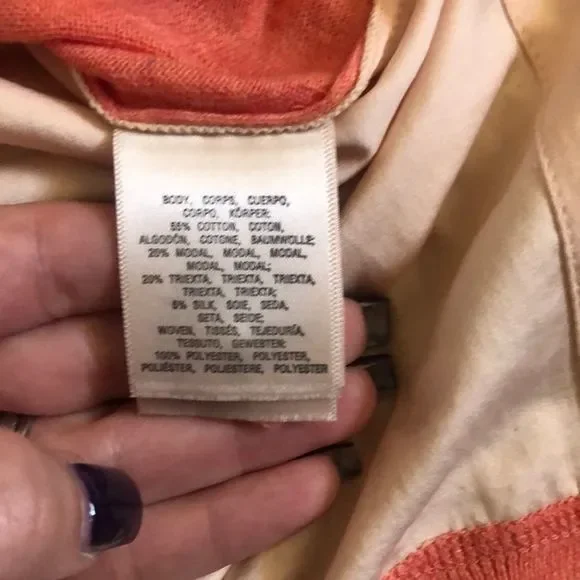 BODY, CORPS, CUERPO,
CORPO, KÖRPER:
55% COTTON, COTON,
ALGODÓN, COTONE, BAUMWOLLE;
20% MODAL, MODAL, MODAL,
MODAL, MODAL;
20% TRIEXTA, TRIEXTA, TRIEXTA,
TRIEXTA, TRIEXTA;
5% SILK, SOIE, SEDA,
SETA, SEIDE;
WOVEN, TISSÉS, TEJEDURÍA,
TESSUTO, GEWEBTEN:
100% POLYESTER, POLYESTER,
POLIÉSTER, POLIESTERE, POLYESTER